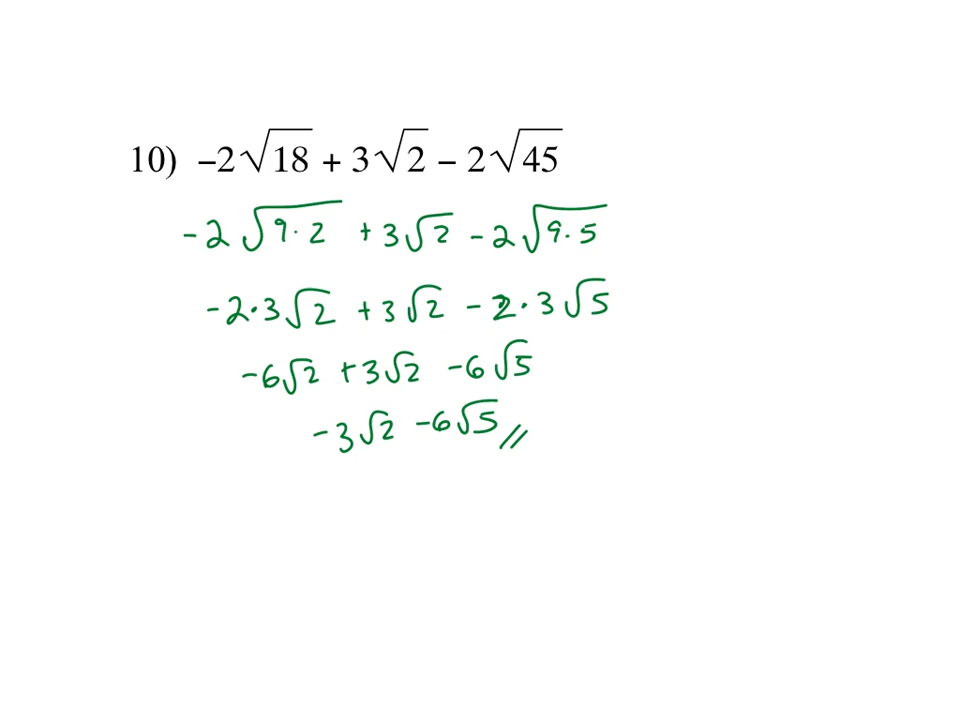 10) −2√18 + 3√2 − 2√45
-2√9·2 +3√2 -2√9·5
-2·3√2 +3√2 -2·3√5
-6√2 +3√2 -6√5
-3√2 -6√5 //